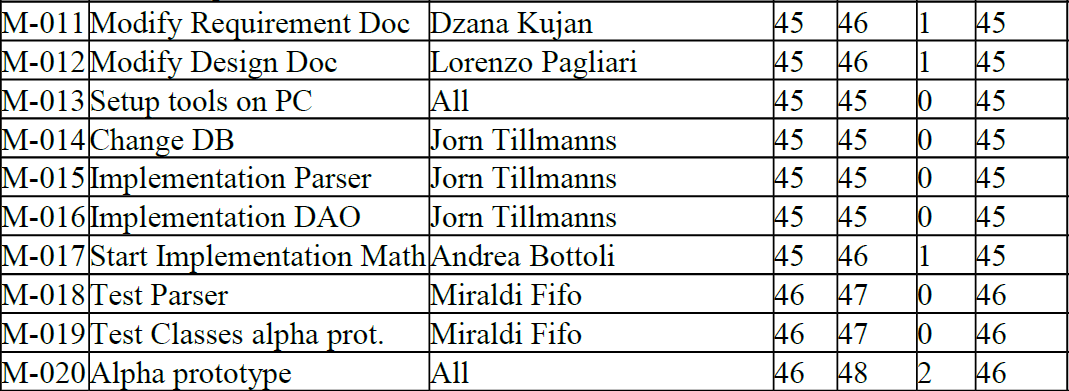 M-011 Modify Requirement Doc Dzana Kujan 45 46 1 45
M-012 Modify Design Doc Lorenzo Pagliari 45 46 1 45
M-013 Setup tools on PC All 45 45 0 45
M-014 Change DB Jorn Tillmanns 45 45 0 45
M-015 Implementation Parser Jorn Tillmanns 45 45 0 45
M-016 Implementation DAO Jorn Tillmanns 45 45 0 45
M-017 Start Implementation Math Andrea Bottoli 45 46 1 45
M-018 Test Parser Miraldi Fifo 46 47 0 46
M-019 Test Classes alpha prot. Miraldi Fifo 46 47 0 46
M-020 Alpha prototype All 46 48 2 46